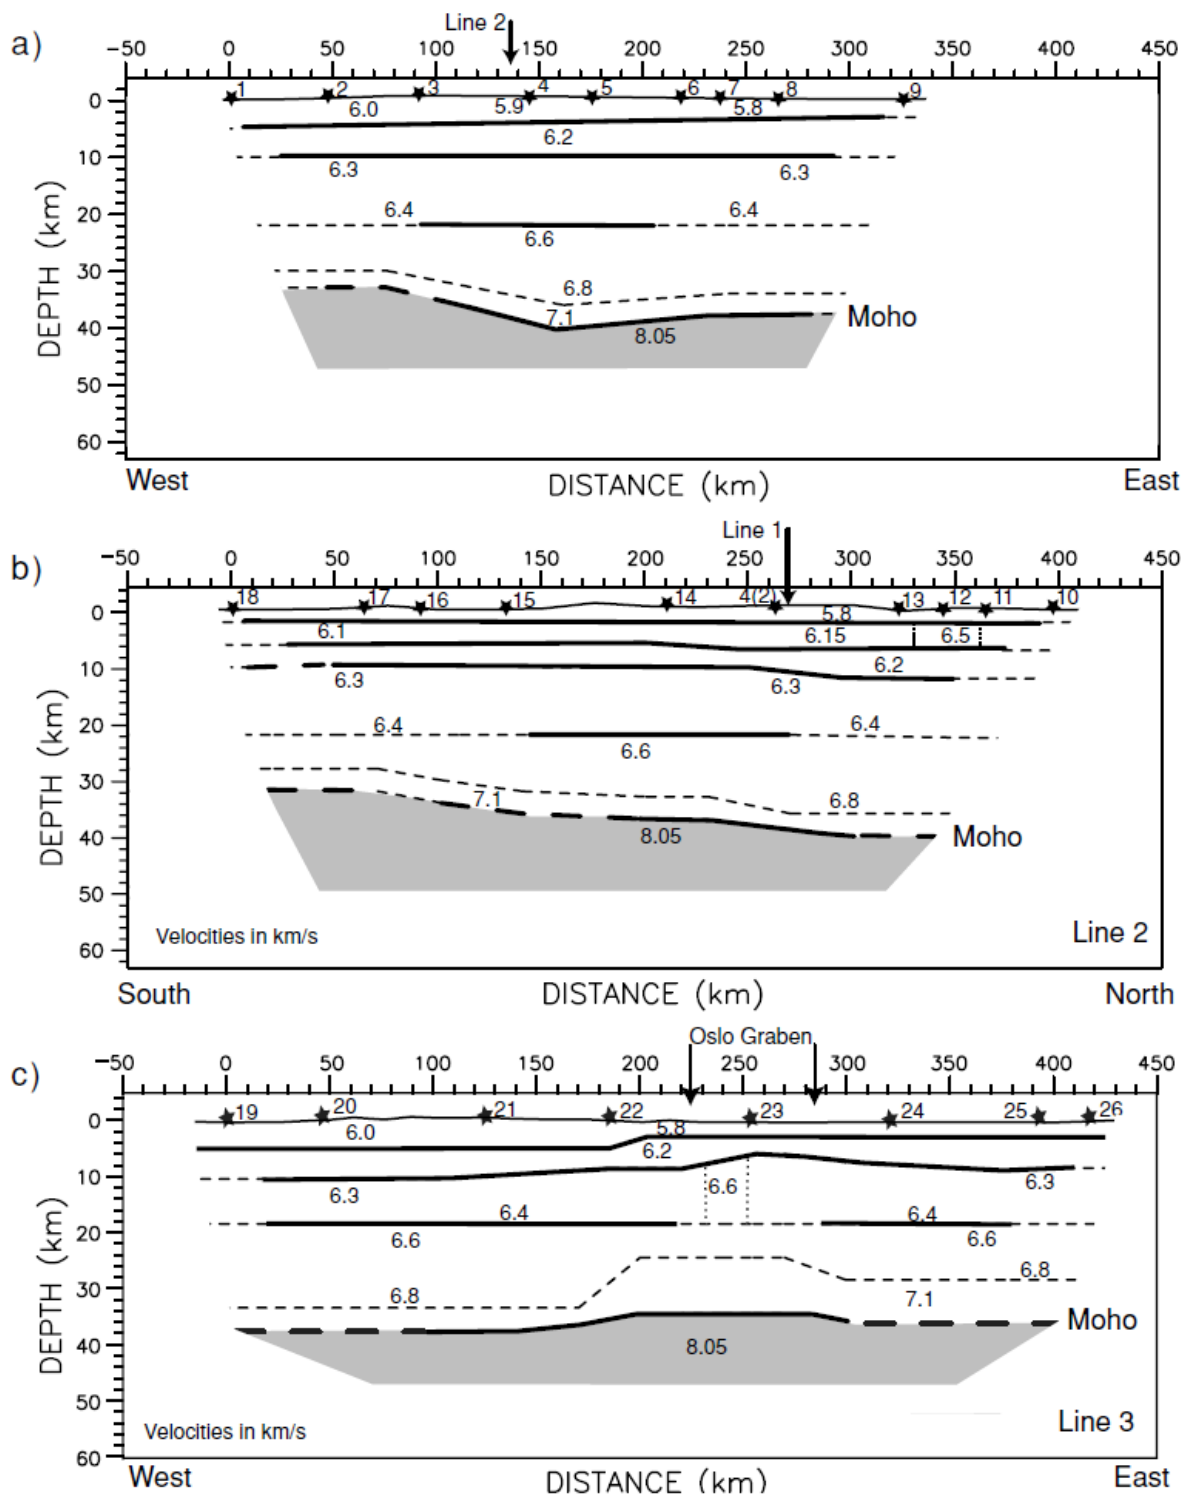 Line 2
a)
−50 0 50 100 150 200 250 300 350 400 450
1 2 3 4 5 6 7 8 9
0
6.0 5.9 5.8
6.2
10
6.3 6.3
20
6.4 6.4
6.6
30
6.8
7.1 Moho
40
8.05
50
60
DEPTH (km)
West DISTANCE (km) East
Line 1
b)
−50 0 50 100 150 200 250 300 350 400 450
18 17 16 15 14 4(2) 13 12 11 10
0
5.8
6.1 6.15 6.5
10
6.2
6.3 6.3
20
6.4 6.4
6.6
30
7.1 6.8
40
8.05 Moho
50
60
DEPTH (km)
Velocities in km/s Line 2
South DISTANCE (km) North
Oslo Graben
c)
−50 0 50 100 150 200 250 300 350 400 450
19 20 21 22 23 24 25 26
0
6.0 5.8
6.2
10
6.3 6.6 6.3
20
6.4 6.4
6.6 6.6
30
6.8 6.8
7.1
Moho
40
8.05
50
60
DEPTH (km)
Velocities in km/s Line 3
West DISTANCE (km) East